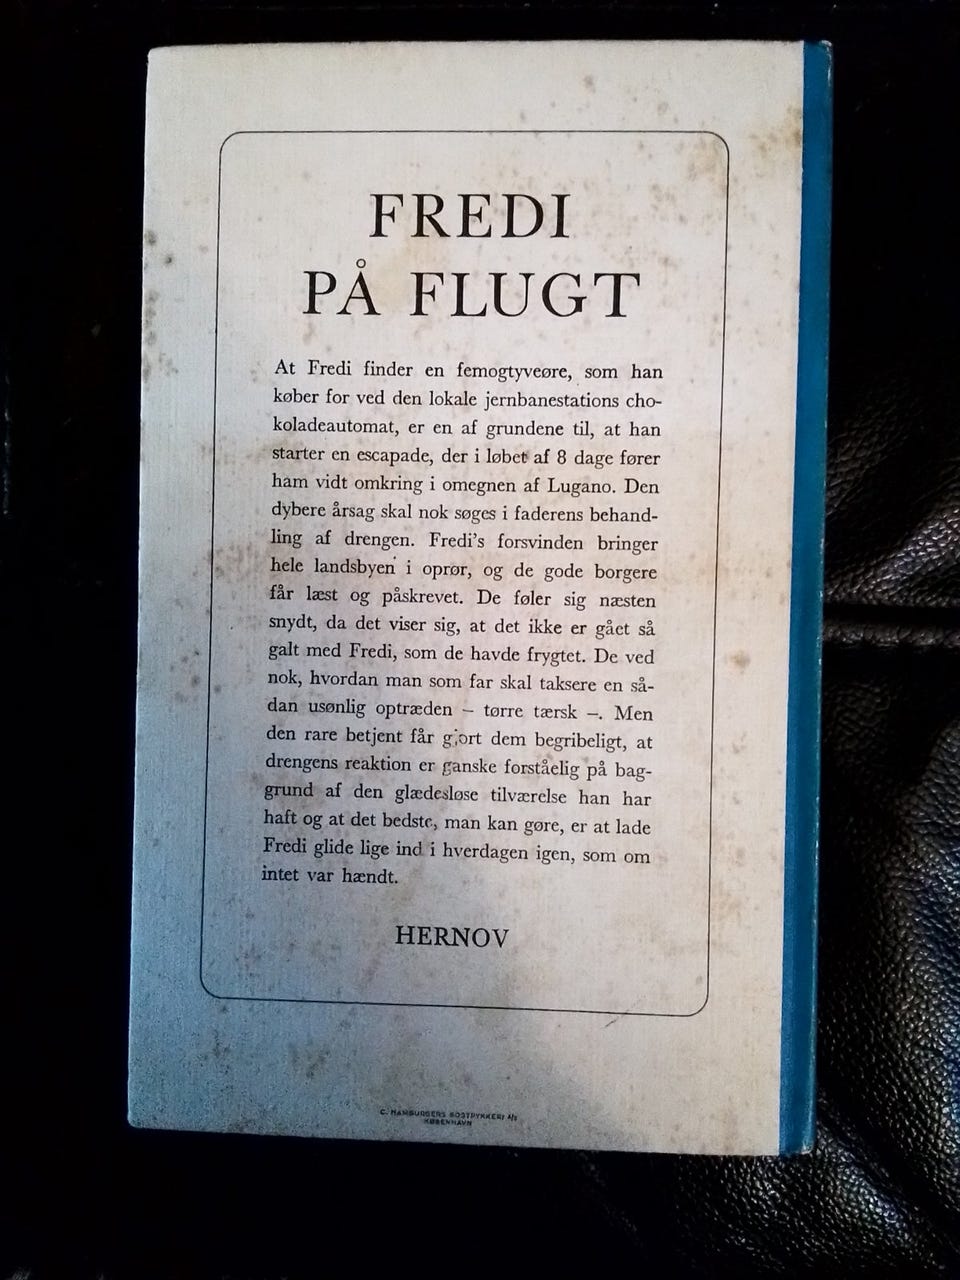 FREDI
PÅ FLUGT
At Fredi finder en femogtyveøre, som han
køber for ved den lokale jernbanestations cho-
koladeautomat, er en af grundene til, at han
starter en escapade, der i løbet af 8 dage fører
ham vidt omkring i omegnen af Lugano. Den
dybere årsag skal nok søges i faderens behand-
ling af drengen. Fredi's forsvinden bringer
hele landsbyen i oprør, og de gode borgere
får læst og påskrevet. De føler sig næsten
snydt, da det viser sig, at det ikke er gået så
galt med Fredi, som de havde frygtet. De ved
nok, hvordan man som far skal taksere en så-
dan usønlig optræden – tørre tærsk –. Men
den rare betjent får gjort dem begribeligt, at
drengens reaktion er ganske forståelig på bag-
grund af den glædesløse tilværelse han har
haft og at det bedste, man kan gøre, er at lade
Fredi glide lige ind i hverdagen igen, som om
intet var hændt.
HERNOV
C. HAMBURGERS BOGTRYKKERI A/S
KØBENHAVN